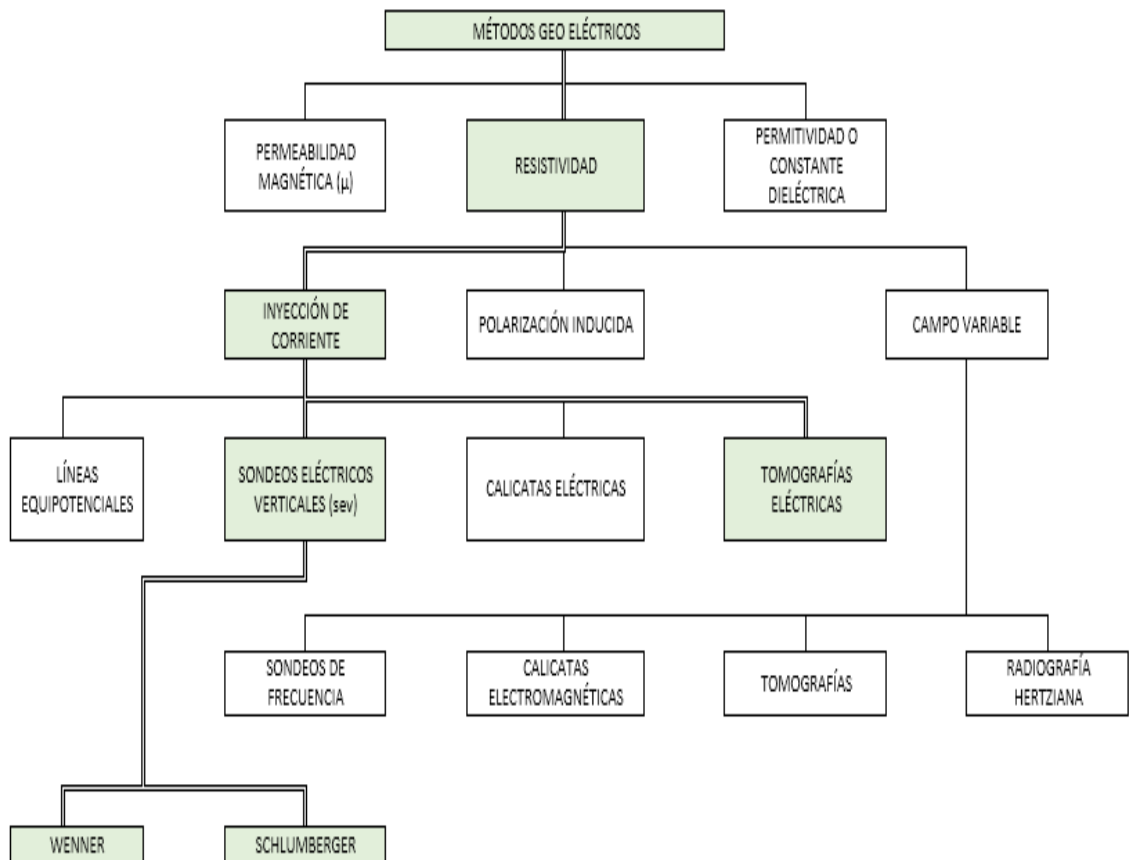 MÉTODOS GEO ELÉCTRICOS
PERMEABILIDAD
MAGNÉTICA (μ)
RESISTIVIDAD
PERMITIVIDAD O
CONSTANTE
DIELÉCTRICA
INYECCIÓN DE
CORRIENTE
POLARIZACIÓN INDUCIDA
CAMPO VARIABLE
LÍNEAS
EQUIPOTENCIALES
SONDEOS ELÉCTRICOS
VERTICALES (sev)
CALICATAS ELÉCTRICAS
TOMOGRAFÍAS
ELÉCTRICAS
SONDEOS DE
FRECUENCIA
CALICATAS
ELECTROMAGNÉTICAS
TOMOGRAFÍAS
RADIOGRAFÍA
HERTZIANA
WENNER
SCHLUMBERGER